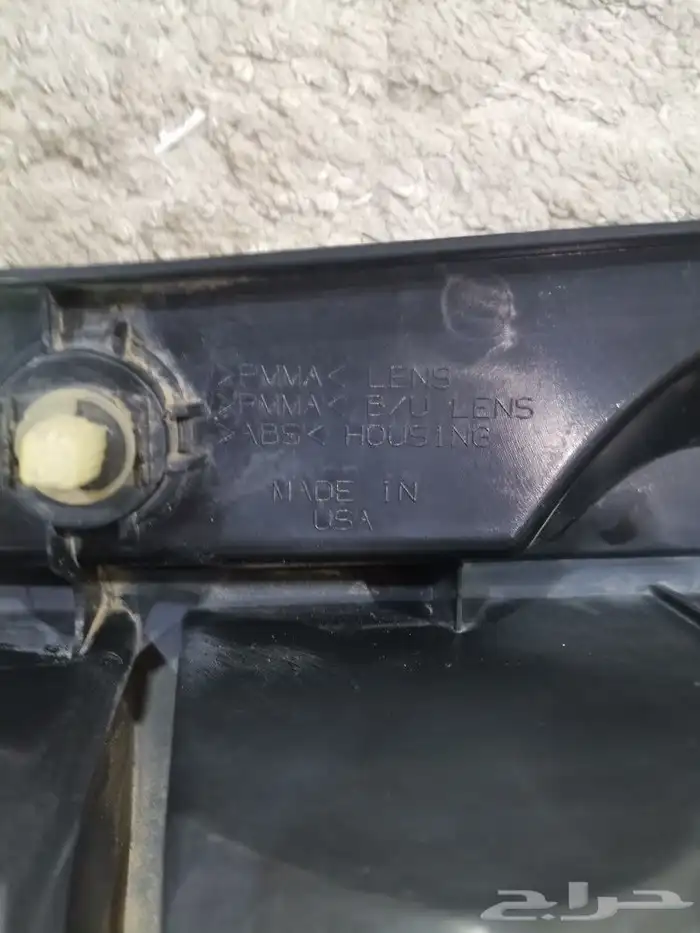 >PMMA< LENS
>PMMA< B/U LENS
>ABS< HOUSING
MADE IN
USA
حراج